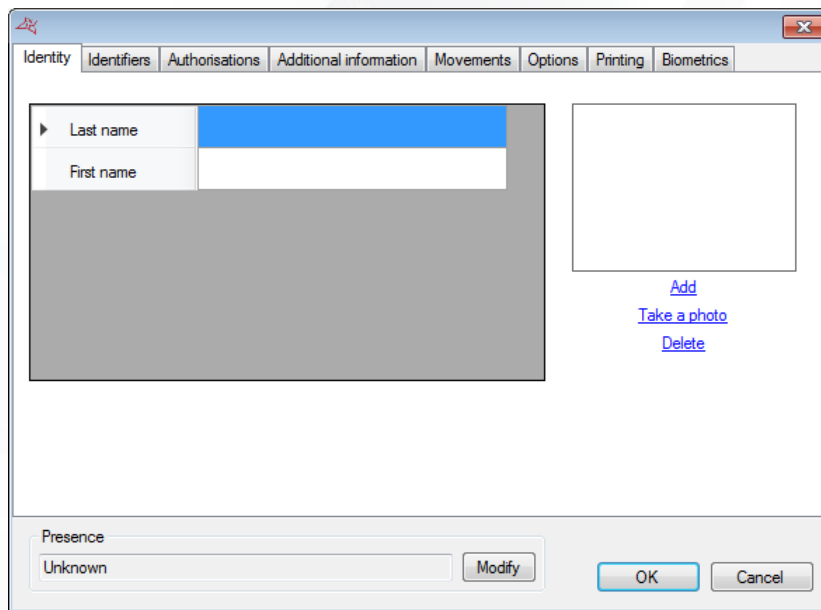 Identity Identifiers Authorisations Additional information Movements Options Printing Biometrics
Last name
First name
Add
Take a photo
Delete
Presence
Unknown Modify
OK Cancel